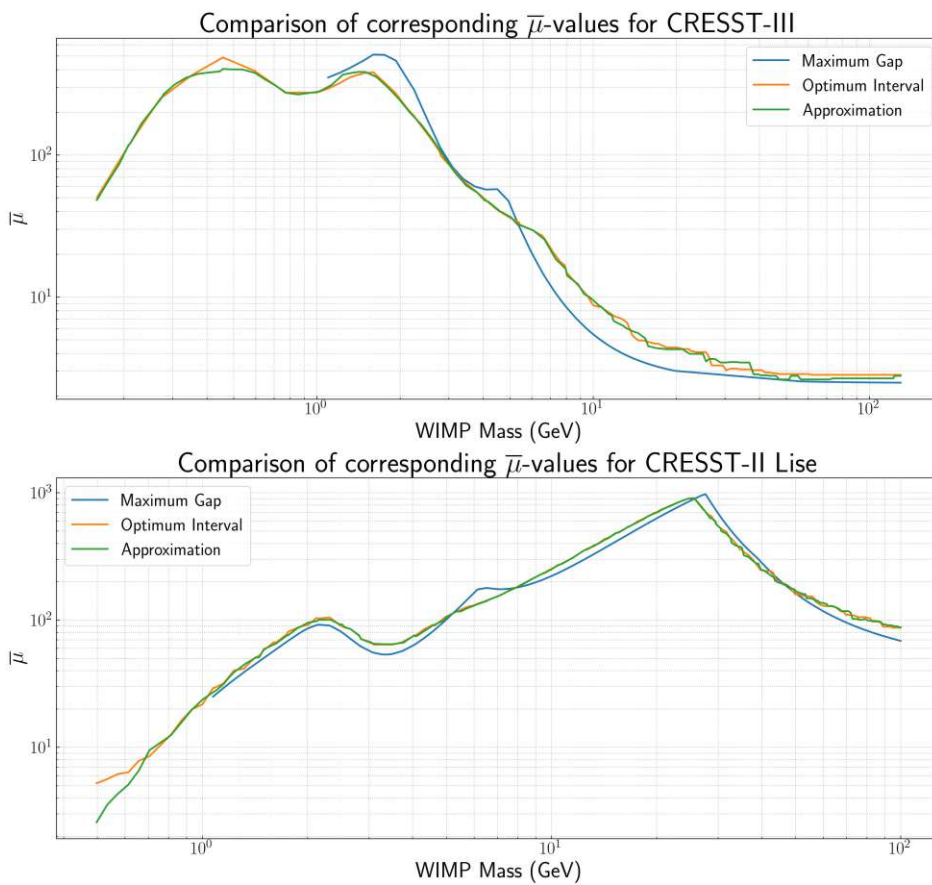 Comparison of corresponding μ̅-values for CRESST-III
Maximum Gap
Optimum Interval
Approximation
10²
10¹
μ̅
10⁰ 10¹ 10²
WIMP Mass (GeV)
Comparison of corresponding μ̅-values for CRESST-II Lise
Maximum Gap
Optimum Interval
Approximation
10³
10²
10¹
μ̅
10⁰ 10¹ 10²
WIMP Mass (GeV)